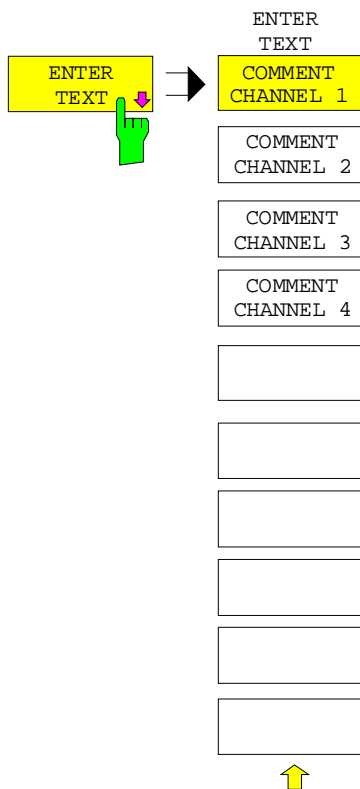 ENTER
TEXT
ENTER
TEXT
COMMENT
CHANNEL 1
COMMENT
CHANNEL 2
COMMENT
CHANNEL 3
COMMENT
CHANNEL 4